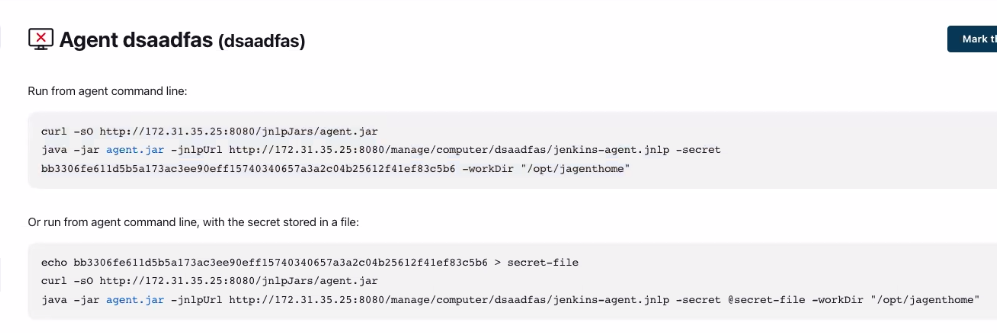 Agent dsaadfas (dsaadfas)
Mark th
Run from agent command line:
curl -sO http://172.31.35.25:8080/jnlpJars/agent.jar
java -jar agent.jar -jnlpUrl http://172.31.35.25:8080/manage/computer/dsaadfas/jenkins-agent.jnlp -secret
bb3306fe611d5b5a173ac3ee90eff15740340657a3a2c04b25612f41ef83c5b6 -workDir "/opt/jagenthome"
Or run from agent command line, with the secret stored in a file:
echo bb3306fe611d5b5a173ac3ee90eff15740340657a3a2c04b25612f41ef83c5b6 > secret-file
curl -sO http://172.31.35.25:8080/jnlpJars/agent.jar
java -jar agent.jar -jnlpUrl http://172.31.35.25:8080/manage/computer/dsaadfas/jenkins-agent.jnlp -secret @secret-file -workDir "/opt/jagenthome"